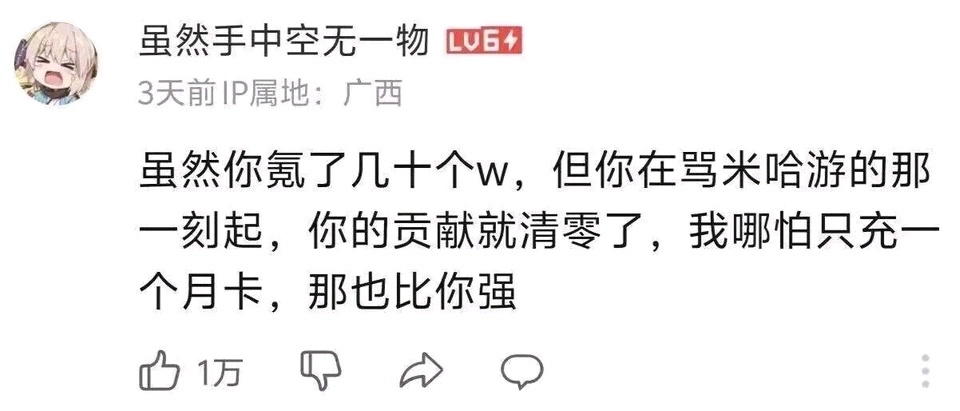 虽然手中空无一物 LV6
3天前 IP属地：广西
虽然你氪了几十个w，但你在骂米哈游的那
一刻起，你的贡献就清零了，我哪怕只充一
个月卡，那也比你强
1万